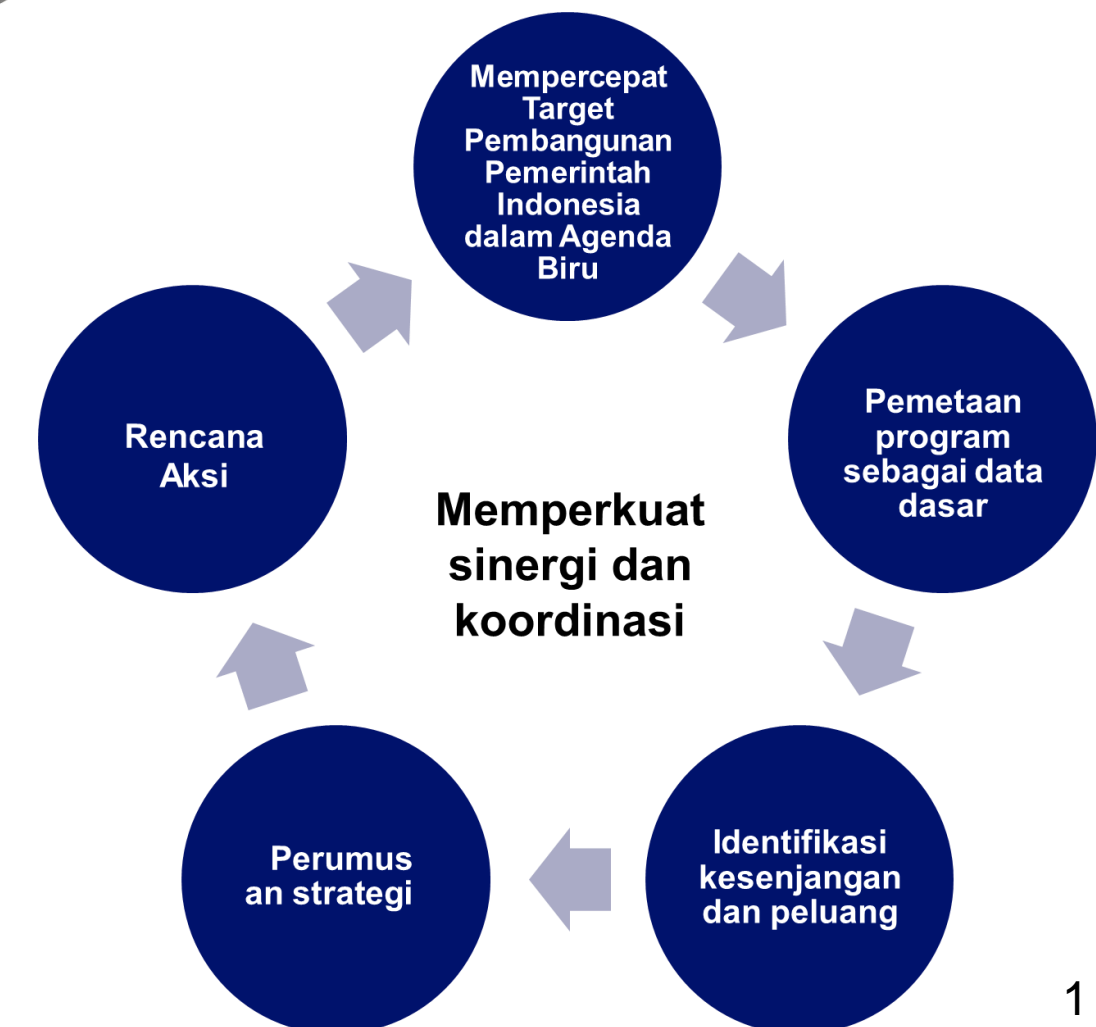 Mempercepat
Target
Pembangunan
Pemerintah
Indonesia
dalam Agenda
Biru
Pemetaan
program
sebagai data
dasar
Identifikasi
kesenjangan
dan peluang
Perumus
an strategi
Rencana
Aksi
Memperkuat
sinergi dan
koordinasi
1